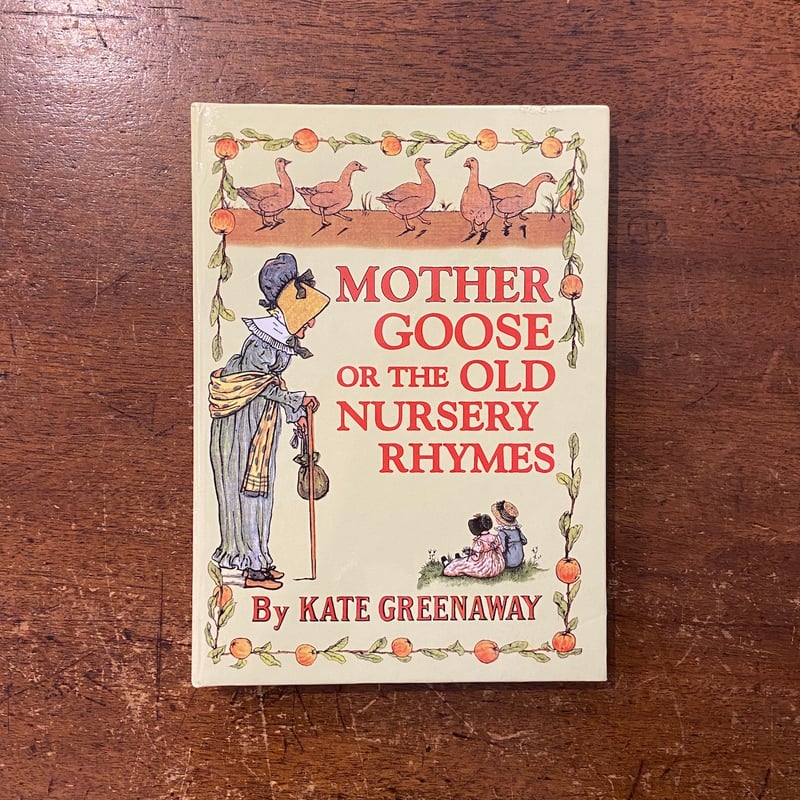 MOTHER
GOOSE
OR THE OLD
NURSERY
RHYMES
By KATE GREENAWAY